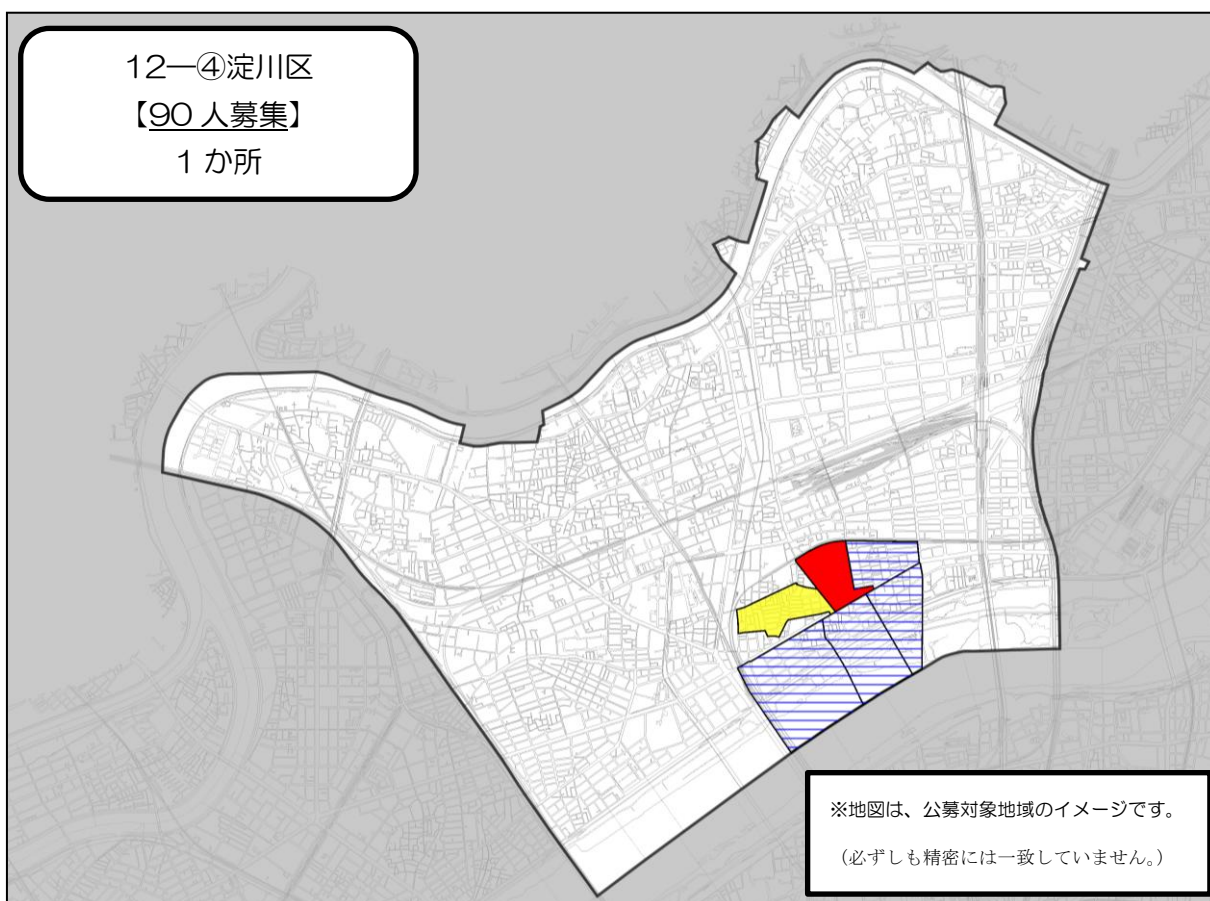 12―④淀川区
【90人募集】
1か所
※地図は、公募対象地域のイメージです。
（必ずしも精密には一致していません。）